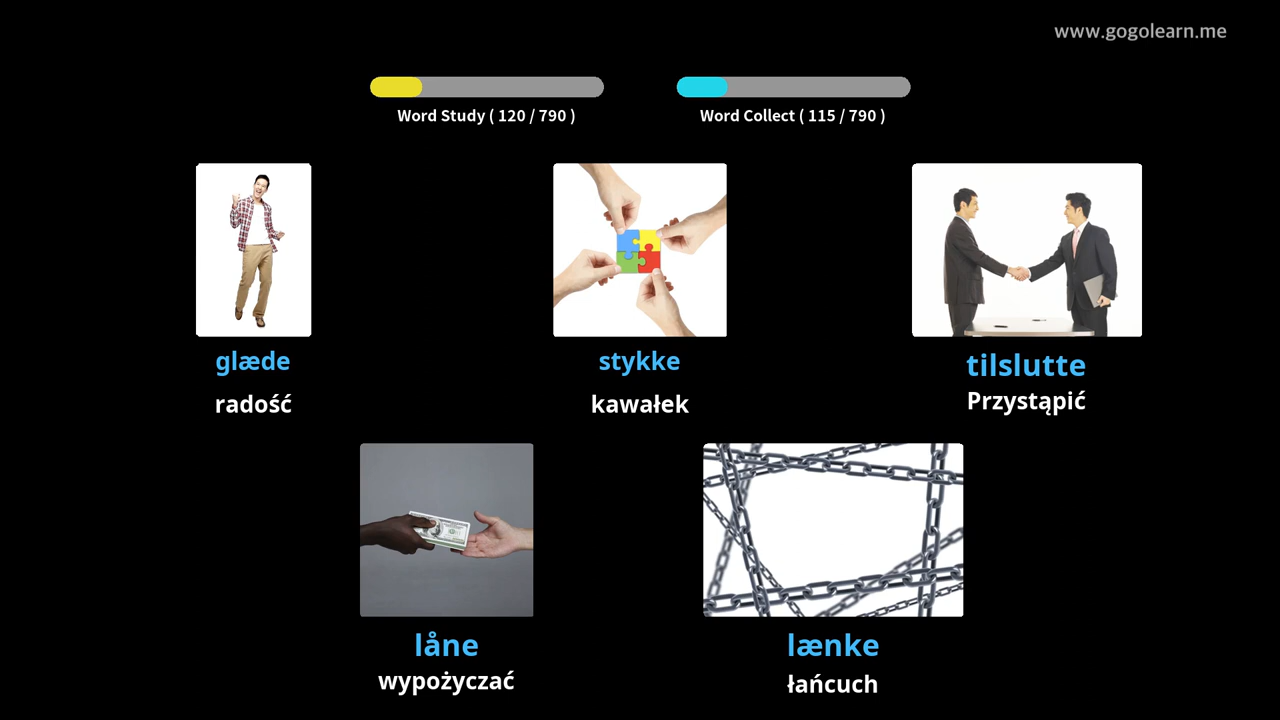 www.gogolearn.me
Word Study ( 120 / 790 )
Word Collect ( 115 / 790 )
glæde
stykke
tilslutte
radość
kawałek
Przystąpić
låne
lænke
wypożyczać
łańcuch